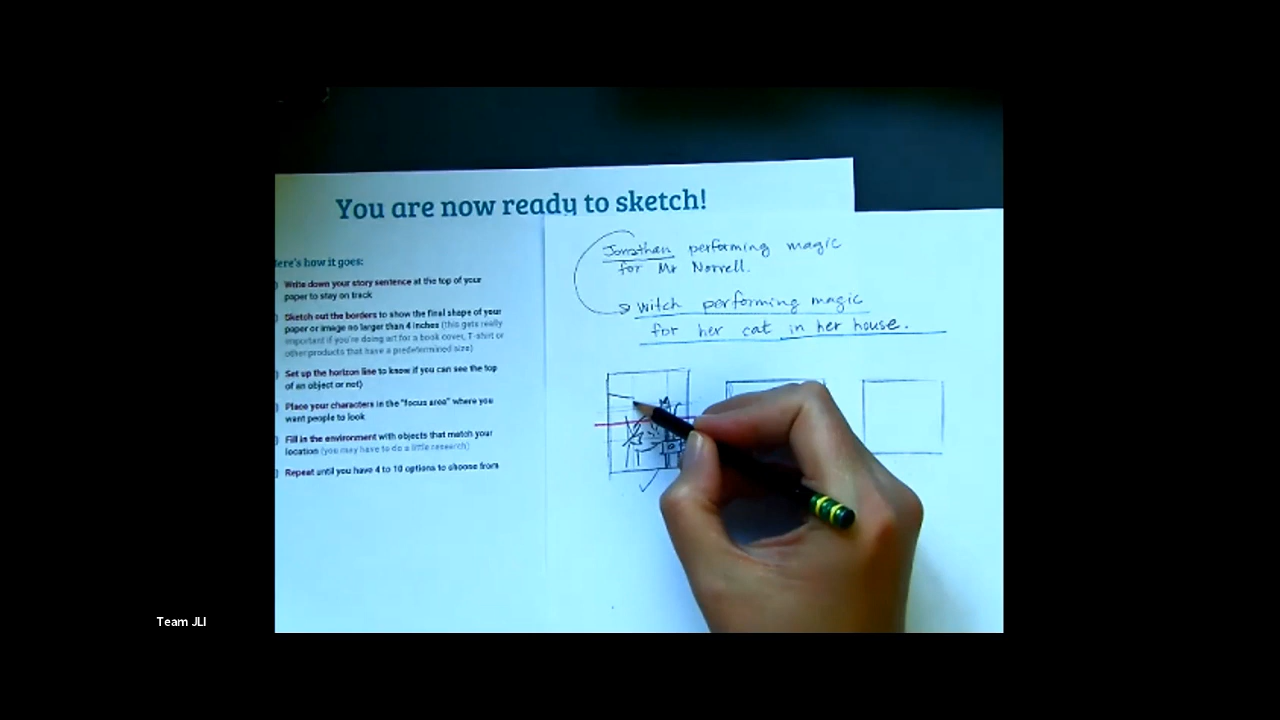 You are now ready to sketch!
Here's how it goes:
Write down your story sentence at the top of your
paper to stay on track
Sketch out the borders to show the final shape of your
paper or image no larger than 4 inches (this gets really
important if you're doing art for a book cover, T-shirt or
other products that have a predetermined size)
Set up the horizon line to know if you can see the top
of an object or not)
Place your characters in the "focus area" where you
want people to look
Fill in the environment with objects that match your
location (you may have to do a little research)
Repeat until you have 4 to 10 options to choose from
Jonathan performing magic
for Mr Norrell.
witch performing magic
for her cat in her house.
Team JLI